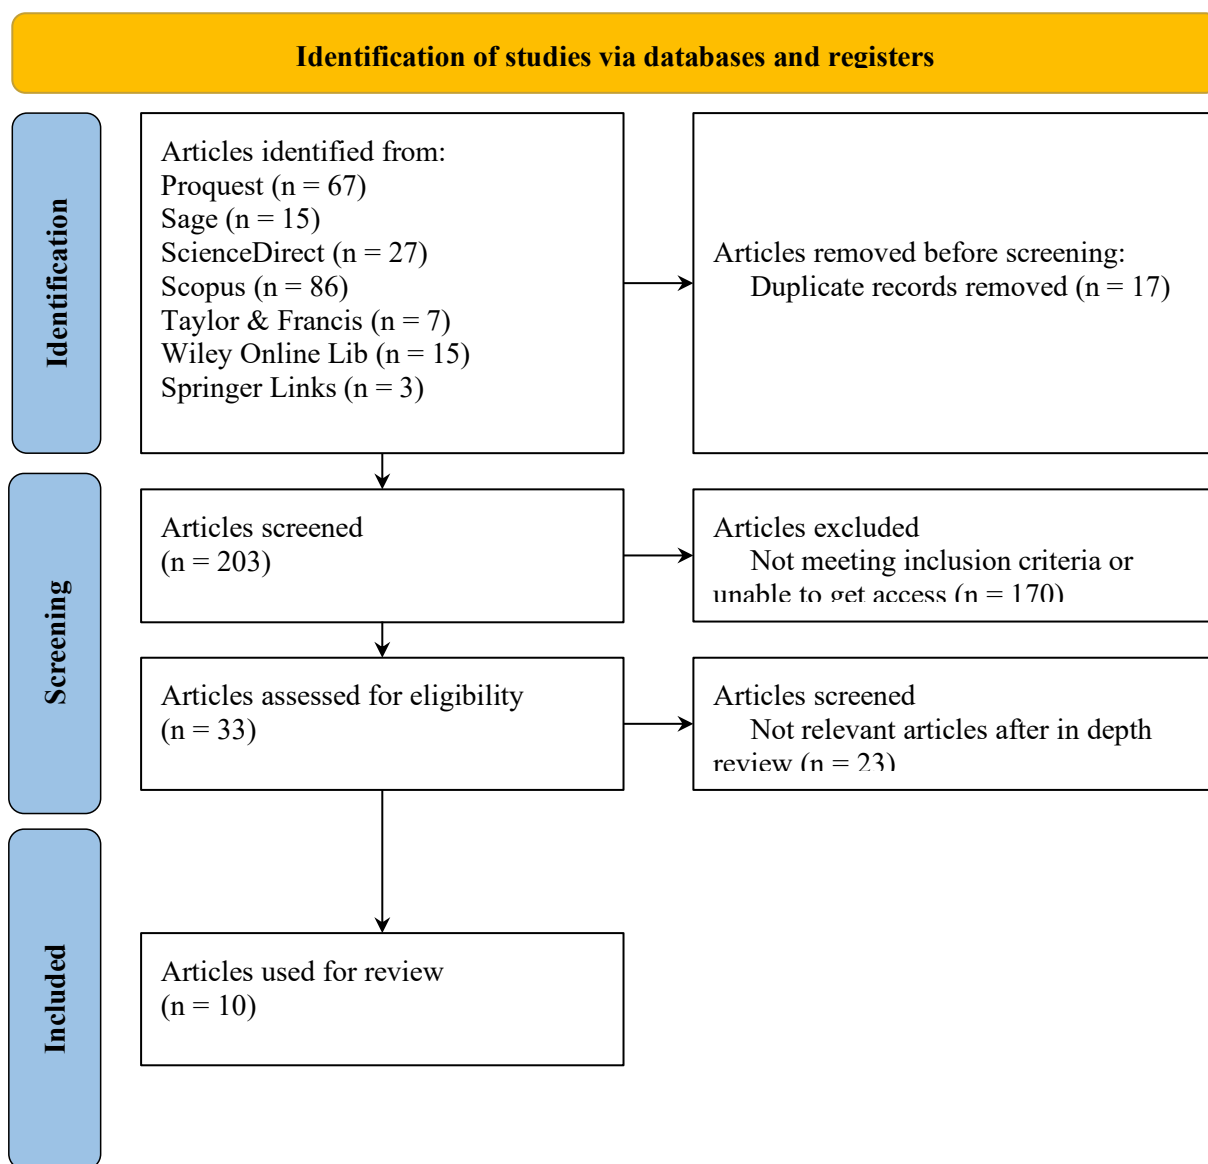 Identification of studies via databases and registers
Identification
Articles identified from:
Proquest (n = 67)
Sage (n = 15)
ScienceDirect (n = 27)
Scopus (n = 86)
Taylor & Francis (n = 7)
Wiley Online Lib (n = 15)
Springer Links (n = 3)
Articles removed before screening:
Duplicate records removed (n = 17)
Screening
Articles screened
(n = 203)
Articles excluded
Not meeting inclusion criteria or
unable to get access (n = 170)
Articles assessed for eligibility
(n = 33)
Articles screened
Not relevant articles after in depth
review (n = 23)
Included
Articles used for review
(n = 10)